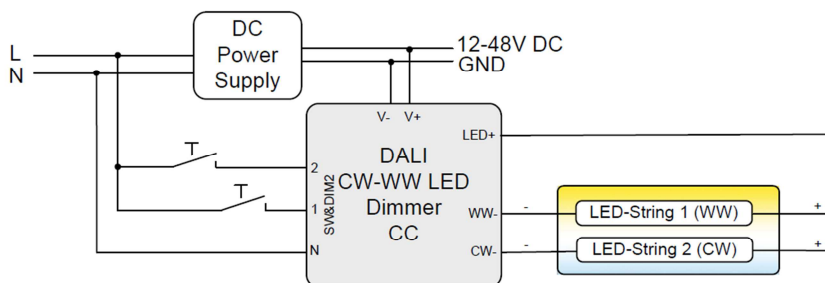 DC
Power
Supply
12-48V DC
GND
L
N
V- V+
LED+
DALI
CW-WW LED
Dimmer
CC
2
1
N
SW&DIM2
WW-
CW-
- LED-String 1 (WW) +
- LED-String 2 (CW) +